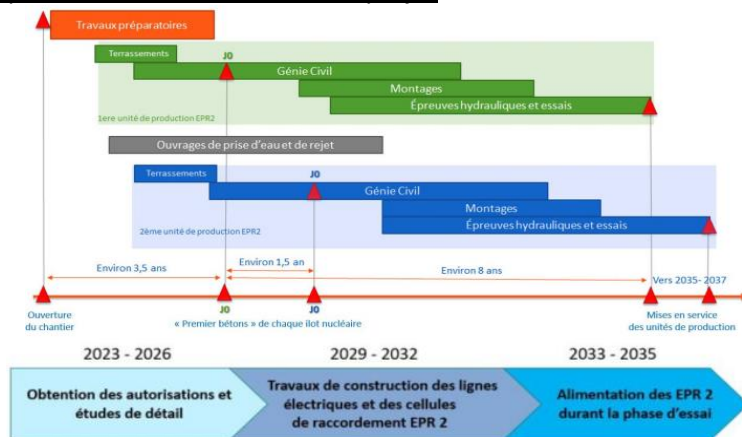 Travaux préparatoires
Terrassements
J0
Génie Civil
Montages
Épreuves hydrauliques et essais
1ere unité de production EPR2
Ouvrages de prise d'eau et de rejet
Terrassements
J0
Génie Civil
Montages
Épreuves hydrauliques et essais
2ème unité de production EPR2
Environ 3,5 ans
Environ 1,5 an
Environ 8 ans
Vers 2035- 2037
Ouverture
du chantier
J0
J0
« Premier bétons » de chaque îlot nucléaire
Mises en service
des unités de production
2023 - 2026
2029 - 2032
2033 - 2035
Obtention des autorisations et
études de détail
Travaux de construction des lignes
électriques et des cellules
de raccordement EPR 2
Alimentation des EPR 2
durant la phase d'essai